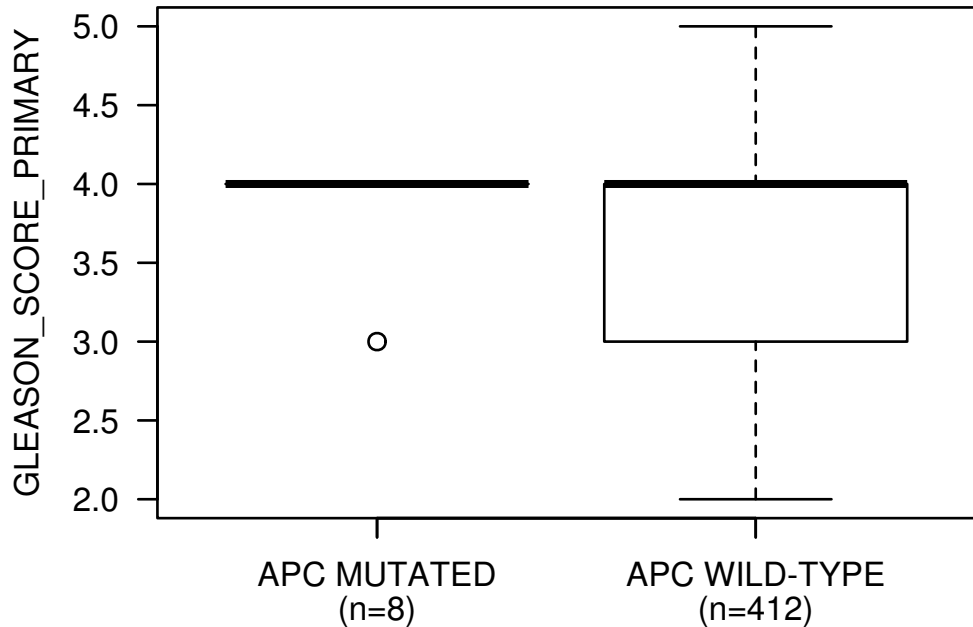 GLEASON_SCORE_PRIMARY
5.0
4.5
4.0
3.5
3.0
2.5
2.0
APC MUTATED
(n=8)
APC WILD-TYPE
(n=412)